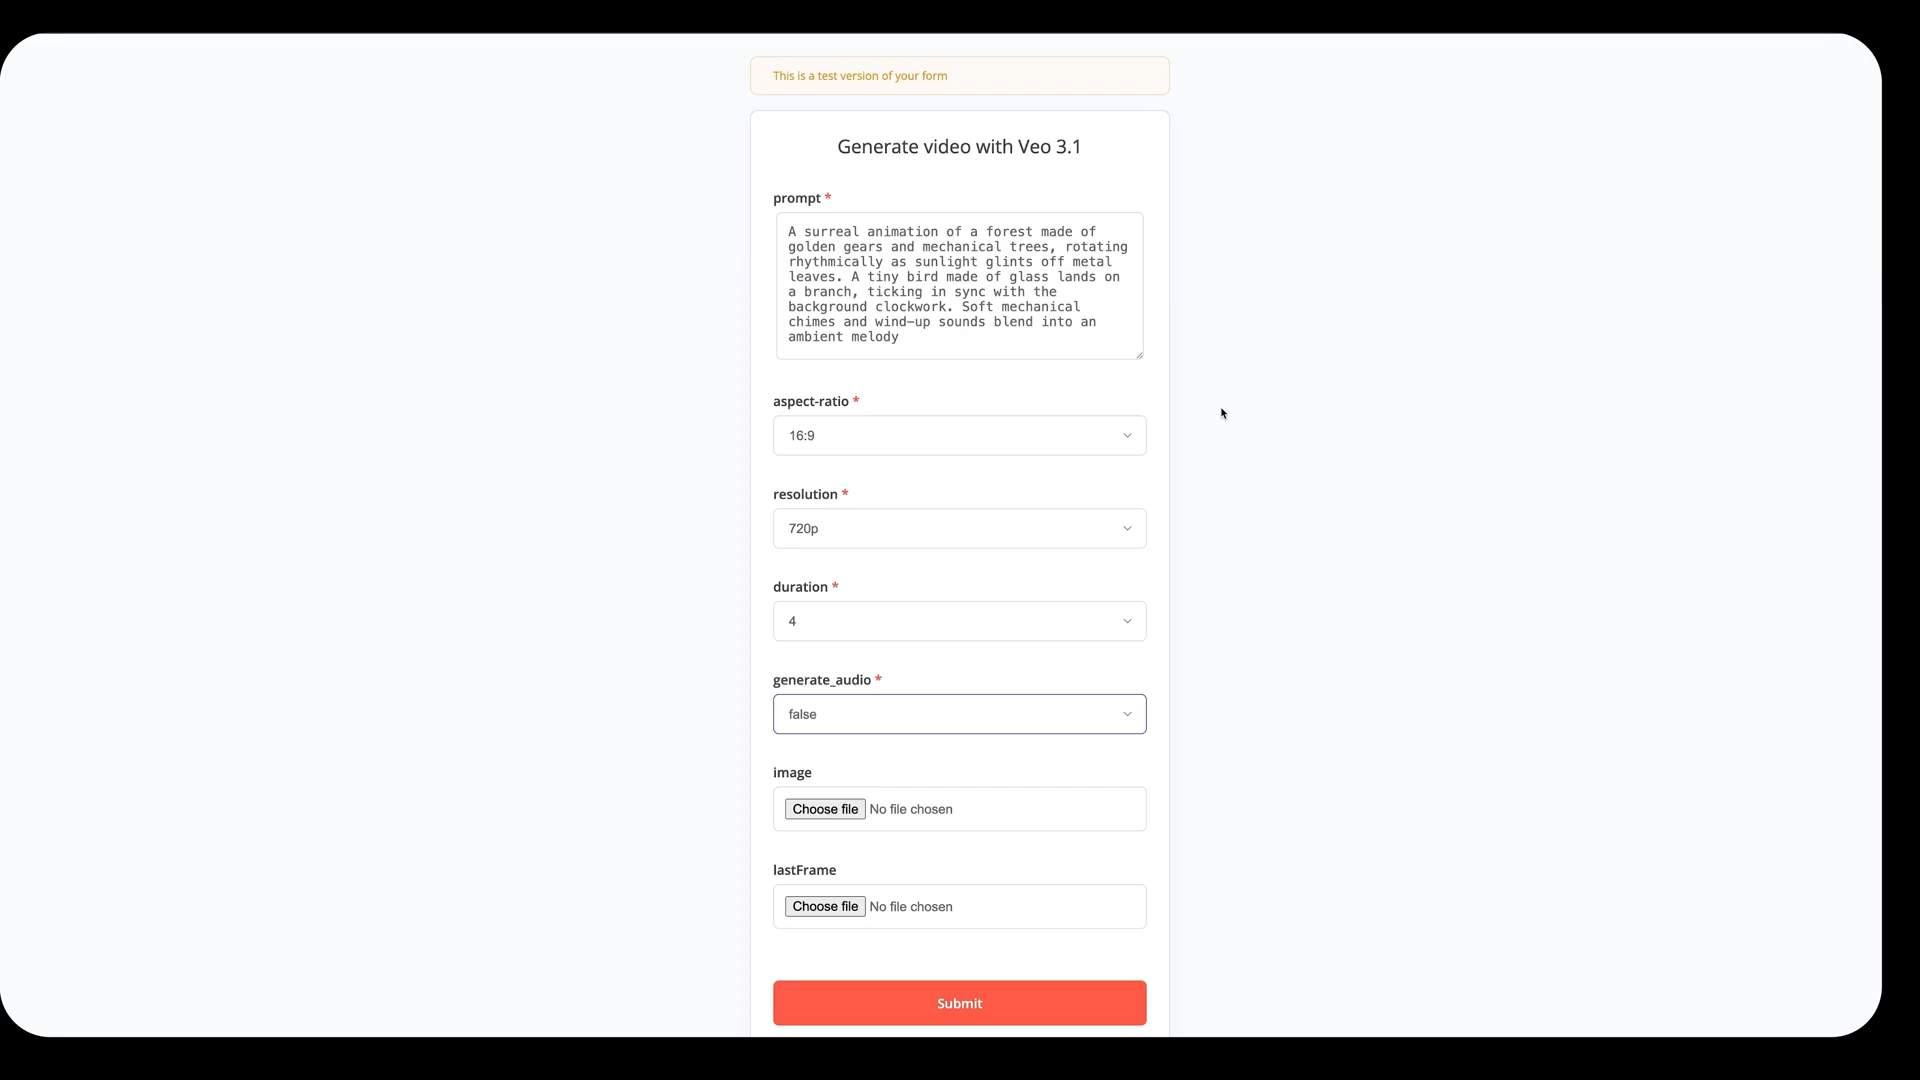 This is a test version of your form
Generate video with Veo 3.1
prompt *
A surreal animation of a forest made of
golden gears and mechanical trees, rotating
rhythmically as sunlight glints off metal
leaves. A tiny bird made of glass lands on
a branch, ticking in sync with the
background clockwork. Soft mechanical
chimes and wind-up sounds blend into an
ambient melody
aspect-ratio *
16:9
resolution *
720p
duration *
4
generate_audio *
false
image
Choose file No file chosen
lastFrame
Choose file No file chosen
Submit